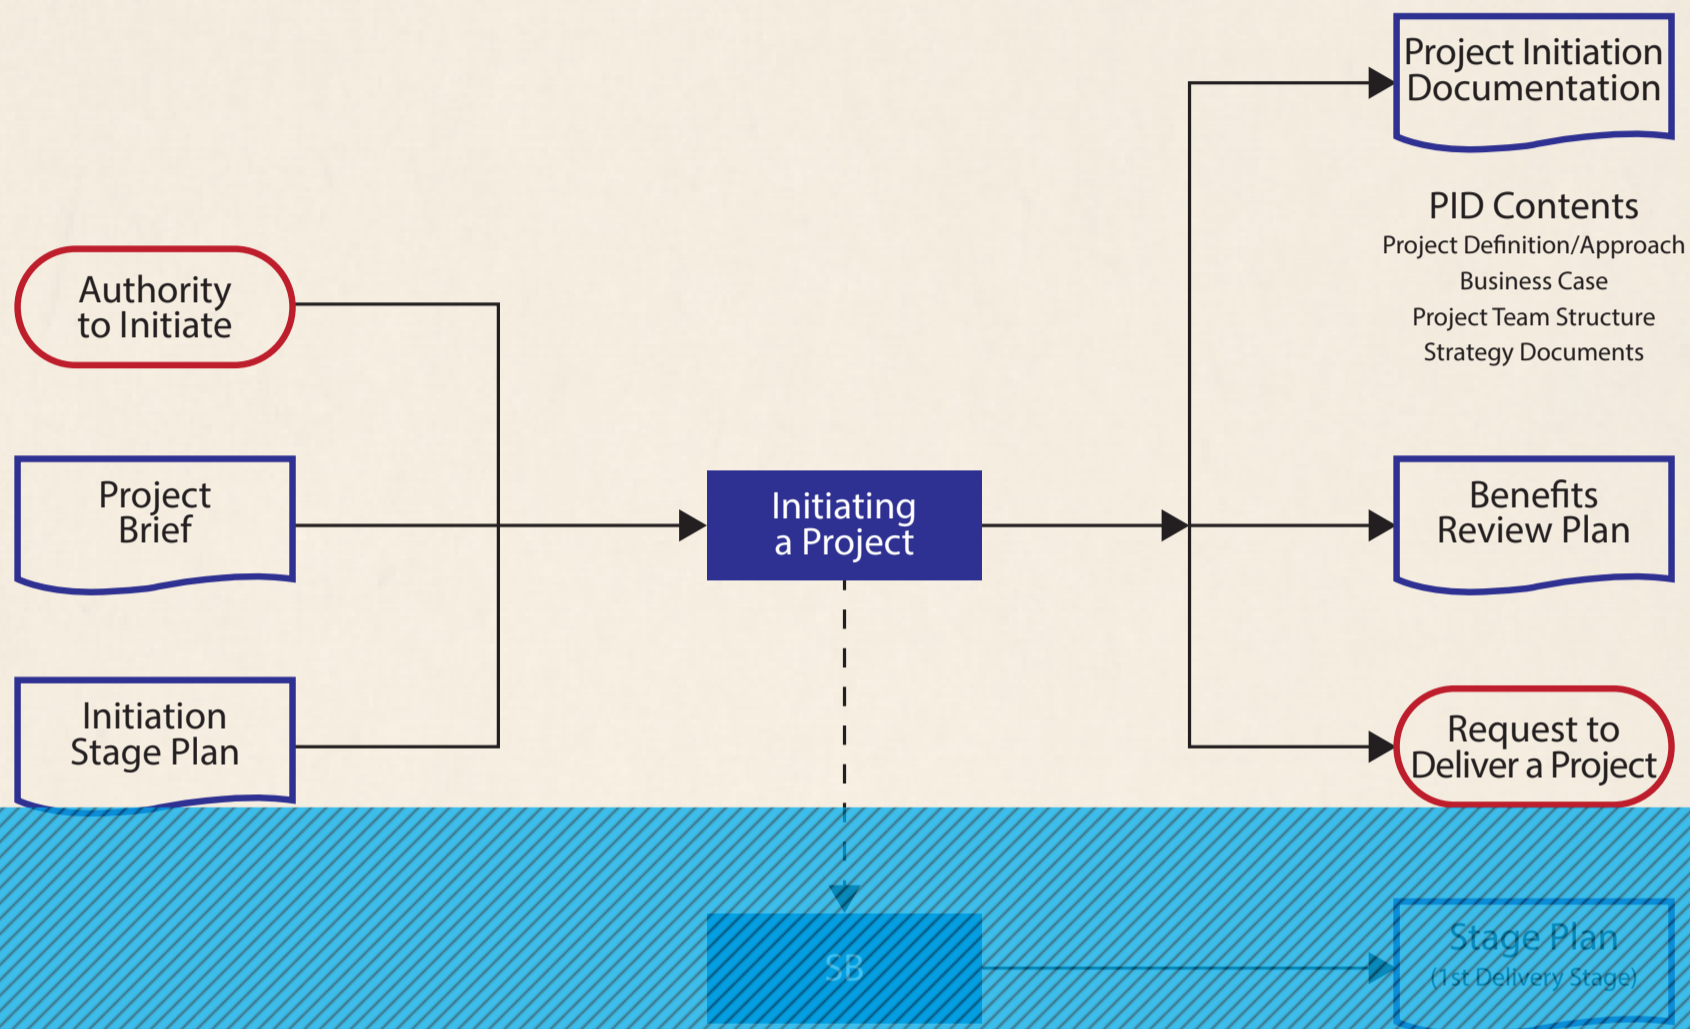 Project Initiation
Documentation
PID Contents
Project Definition/Approach
Business Case
Project Team Structure
Strategy Documents
Authority
to Initiate
Project
Brief
Initiating
a Project
Benefits
Review Plan
Initiation
Stage Plan
Request to
Deliver a Project
SB
Stage Plan
(1st Delivery Stage)